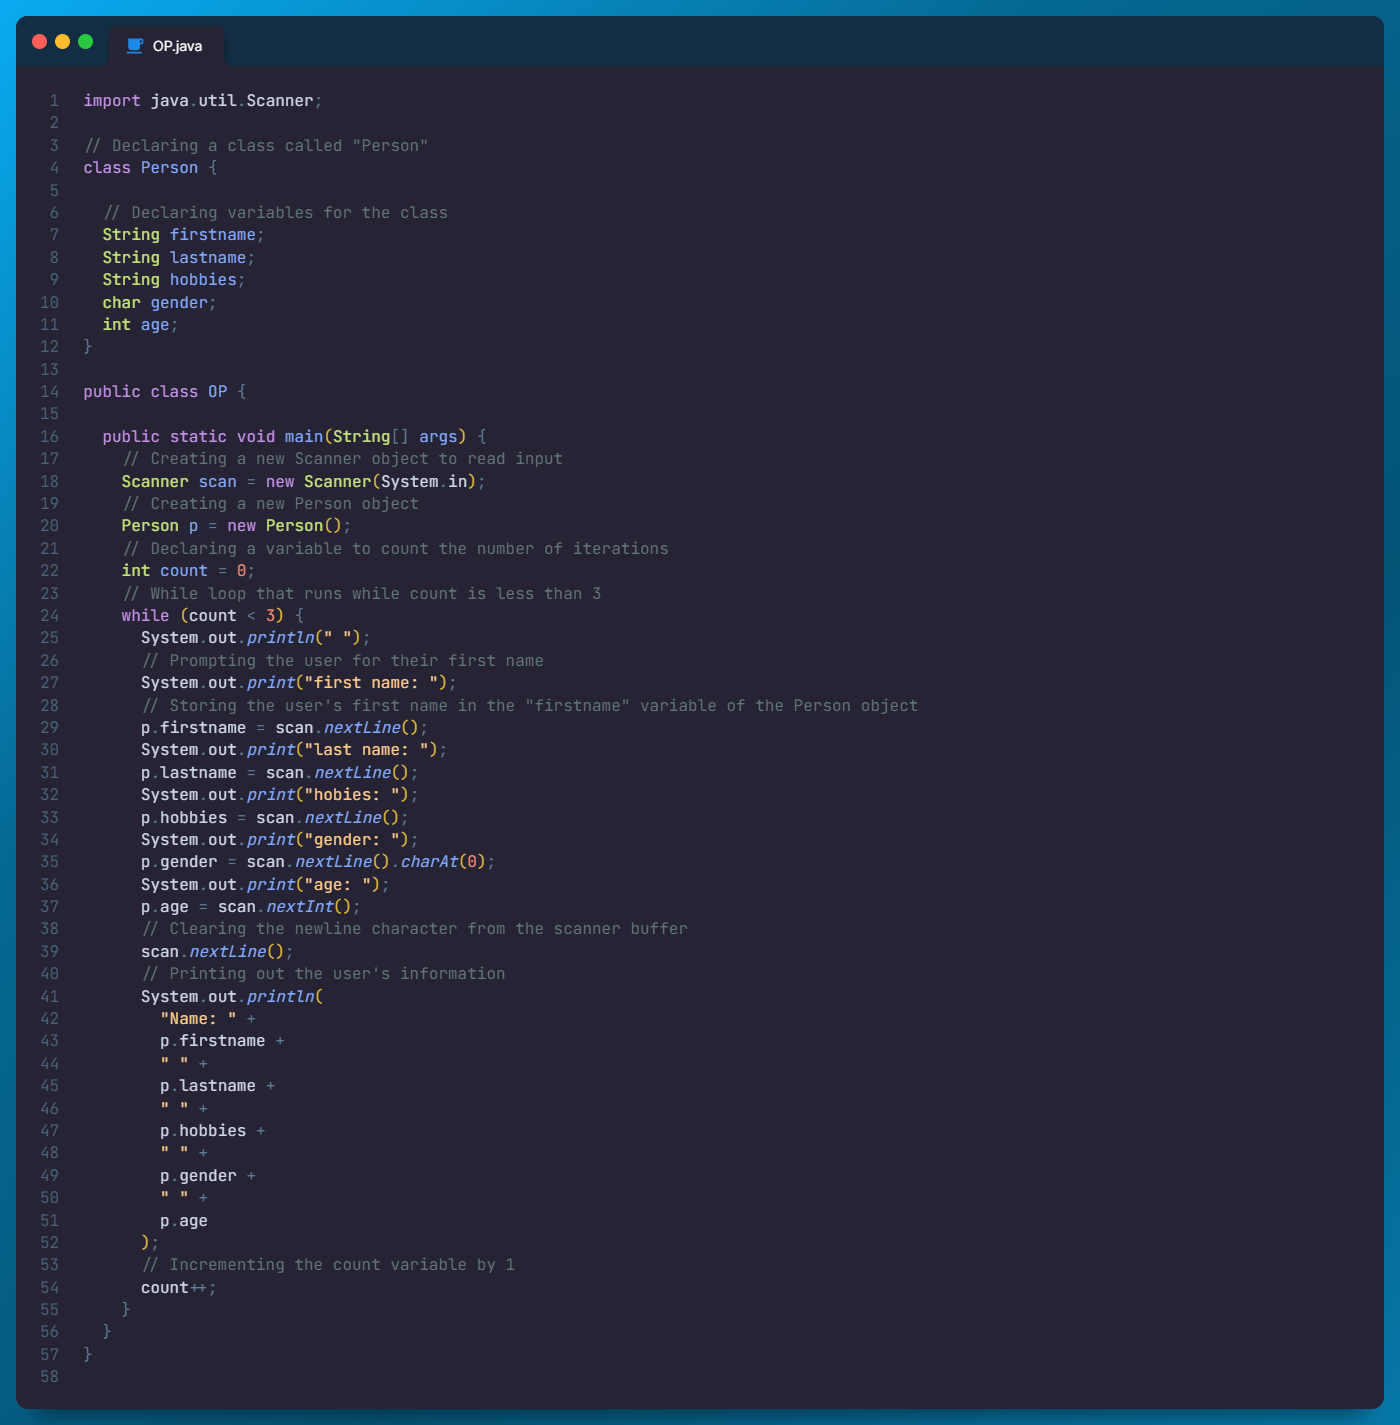 OP.java
1 import java.util.Scanner;
2
3 // Declaring a class called "Person"
4 class Person {
5
6   // Declaring variables for the class
7   String firstname;
8   String lastname;
9   String hobbies;
10   char gender;
11   int age;
12 }
13
14 public class OP {
15
16   public static void main(String[] args) {
17     // Creating a new Scanner object to read input
18     Scanner scan = new Scanner(System.in);
19     // Creating a new Person object
20     Person p = new Person();
21     // Declaring a variable to count the number of iterations
22     int count = 0;
23     // While loop that runs while count is less than 3
24     while (count < 3) {
25       System.out.println(" ");
26       // Prompting the user for their first name
27       System.out.print("first name: ");
28       // Storing the user's first name in the "firstname" variable of the Person object
29       p.firstname = scan.nextLine();
30       System.out.print("last name: ");
31       p.lastname = scan.nextLine();
32       System.out.print("hobies: ");
33       p.hobbies = scan.nextLine();
34       System.out.print("gender: ");
35       p.gender = scan.nextLine().charAt(0);
36       System.out.print("age: ");
37       p.age = scan.nextInt();
38       // Clearing the newline character from the scanner buffer
39       scan.nextLine();
40       // Printing out the user's information
41       System.out.println(
42         "Name: " +
43         p.firstname +
44         " " +
45         p.lastname +
46         " " +
47         p.hobbies +
48         " " +
49         p.gender +
50         " " +
51         p.age
52       );
53       // Incrementing the count variable by 1
54       count++;
55     }
56   }
57 }
58